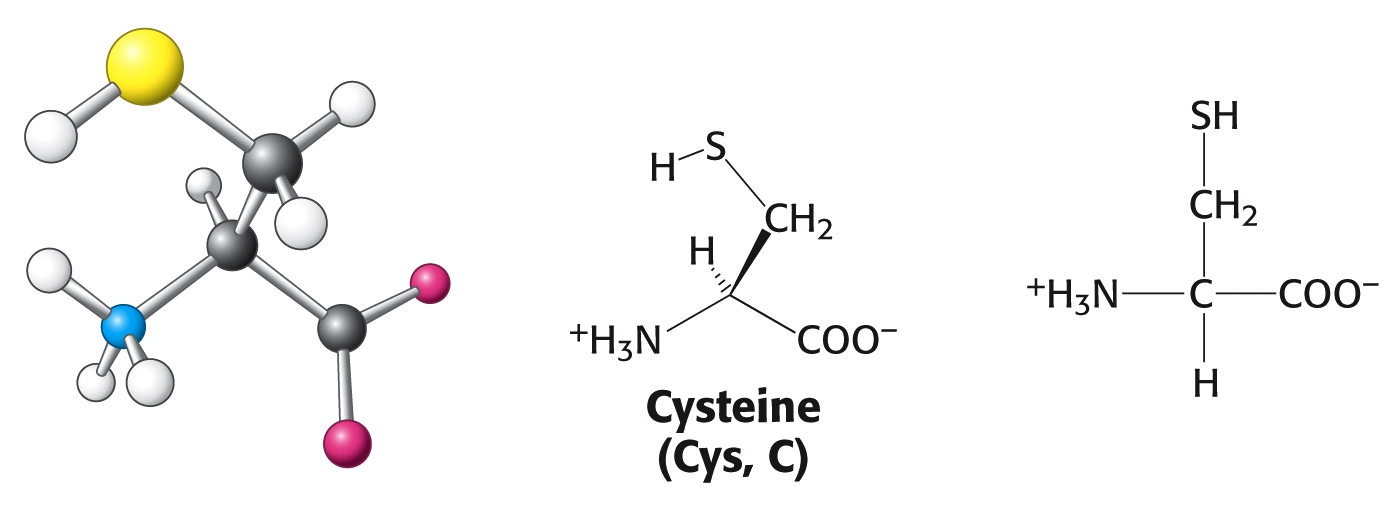 H S
CH₂
H
⁺H₃N COO⁻
Cysteine
(Cys, C)
SH
CH₂
⁺H₃N C COO⁻
H